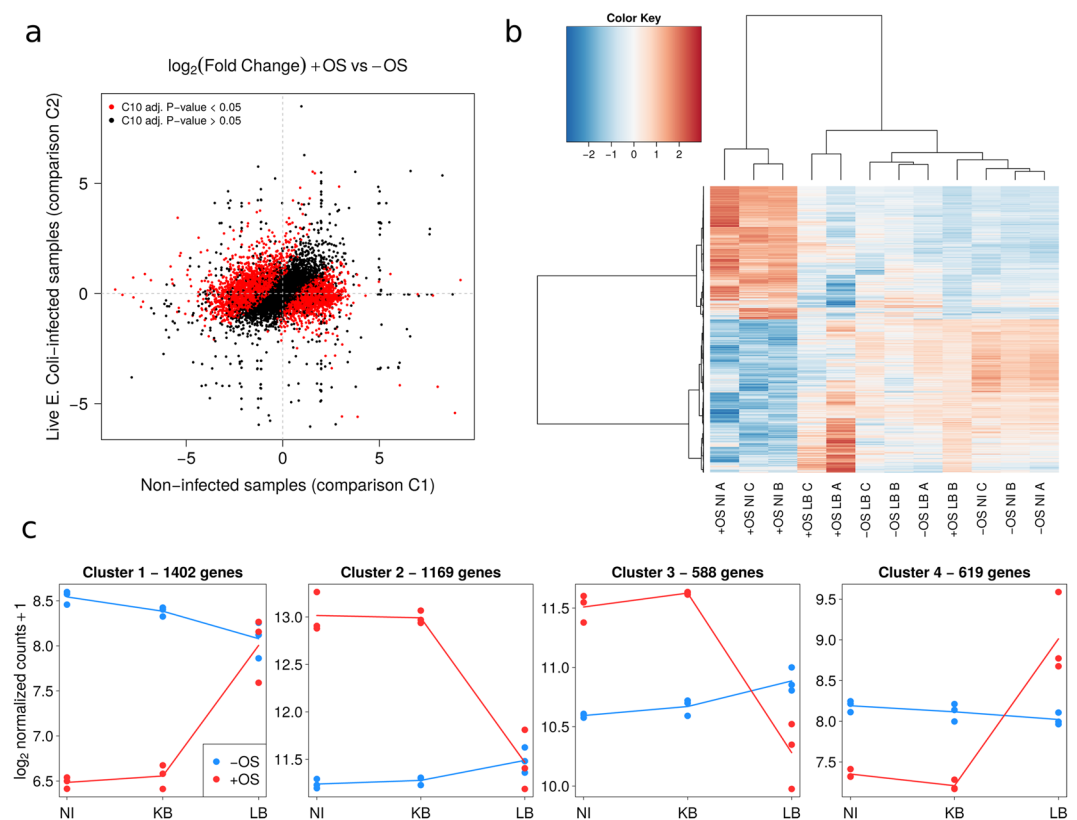 a
log2(Fold Change) +OS vs −OS
C10 adj. P-value < 0.05
C10 adj. P-value > 0.05
Live E. Coli-infected samples (comparison C2)
5
0
−5
−5
0
5
Non-infected samples (comparison C1)
b
Color Key
−2
−1
0
1
2
+OS NI A
+OS NI C
+OS NI B
+OS LB C
+OS LB A
−OS LB C
−OS LB B
−OS LB A
+OS LB B
−OS NI C
−OS NI B
−OS NI A
c
log2 normalized counts + 1
Cluster 1 − 1402 genes
8.5
8.0
7.5
7.0
6.5
−OS
+OS
NI
KB
LB
Cluster 2 − 1169 genes
13.0
12.5
12.0
11.5
NI
KB
LB
Cluster 3 − 588 genes
11.5
11.0
10.5
10.0
NI
KB
LB
Cluster 4 − 619 genes
9.5
9.0
8.5
8.0
7.5
NI
KB
LB